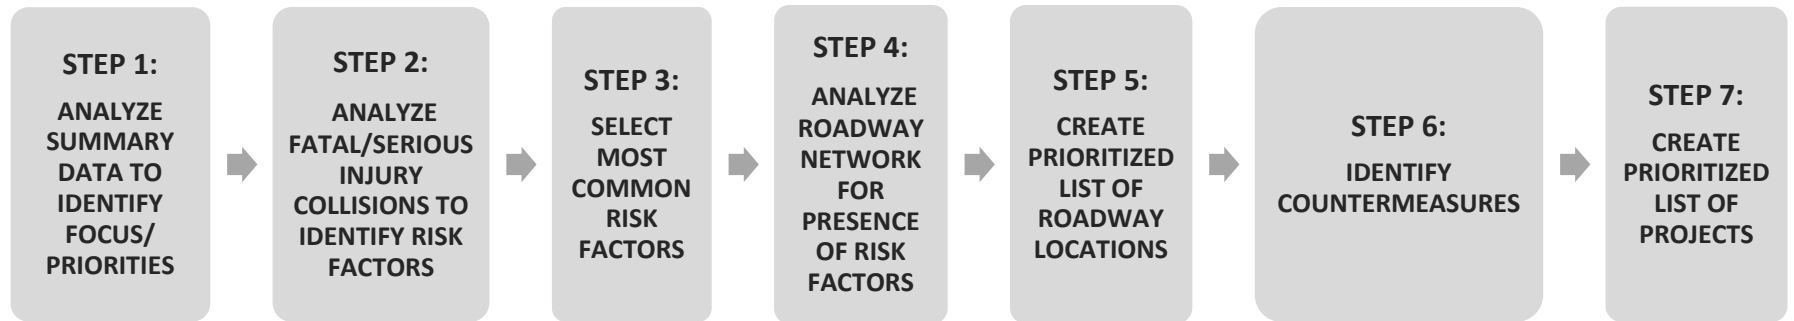 STEP 1:
ANALYZE
SUMMARY
DATA TO
IDENTIFY
FOCUS/
PRIORITIES
STEP 2:
ANALYZE
FATAL/SERIOUS
INJURY
COLLISIONS TO
IDENTIFY RISK
FACTORS
STEP 3:
SELECT
MOST
COMMON
RISK
FACTORS
STEP 4:
ANALYZE
ROADWAY
NETWORK
FOR
PRESENCE
OF RISK
FACTORS
STEP 5:
CREATE
PRIORITIZED
LIST OF
ROADWAY
LOCATIONS
STEP 6:
IDENTIFY
COUNTERMEASURES
STEP 7:
CREATE
PRIORITIZED
LIST OF
PROJECTS